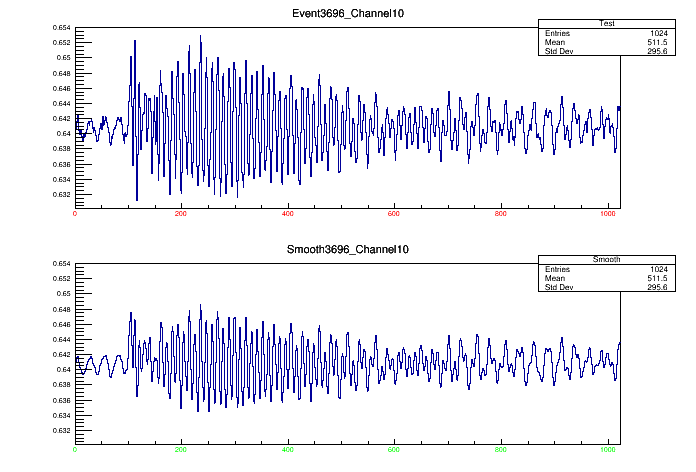 Event3696_Channel10
Test
Entries 1024
Mean 511.5
Std Dev 295.6
0.654
0.652
0.65
0.648
0.646
0.644
0.642
0.64
0.638
0.636
0.634
0.632
0 200 400 600 800 1000
Smooth3696_Channel10
Smooth
Entries 1024
Mean 511.5
Std Dev 295.6
0.654
0.652
0.65
0.648
0.646
0.644
0.642
0.64
0.638
0.636
0.634
0.632
0 200 400 600 800 1000